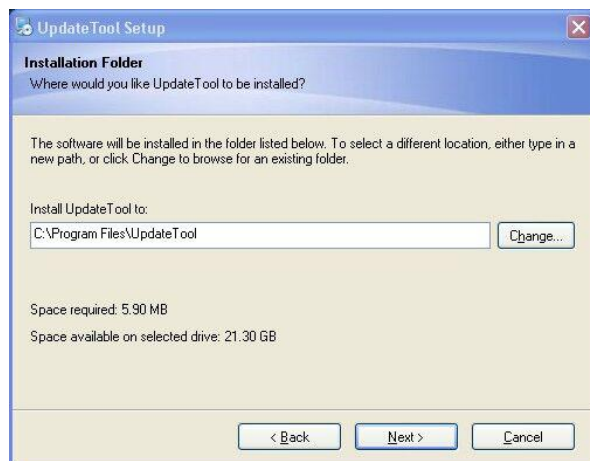 UpdateTool Setup
Installation Folder
Where would you like UpdateTool to be installed?
The software will be installed in the folder listed below. To select a different location, either type in a
new path, or click Change to browse for an existing folder.
Install UpdateTool to:
C:\Program Files\UpdateTool
Change...
Space required: 5.90 MB
Space available on selected drive: 21.30 GB
< Back
Next >
Cancel